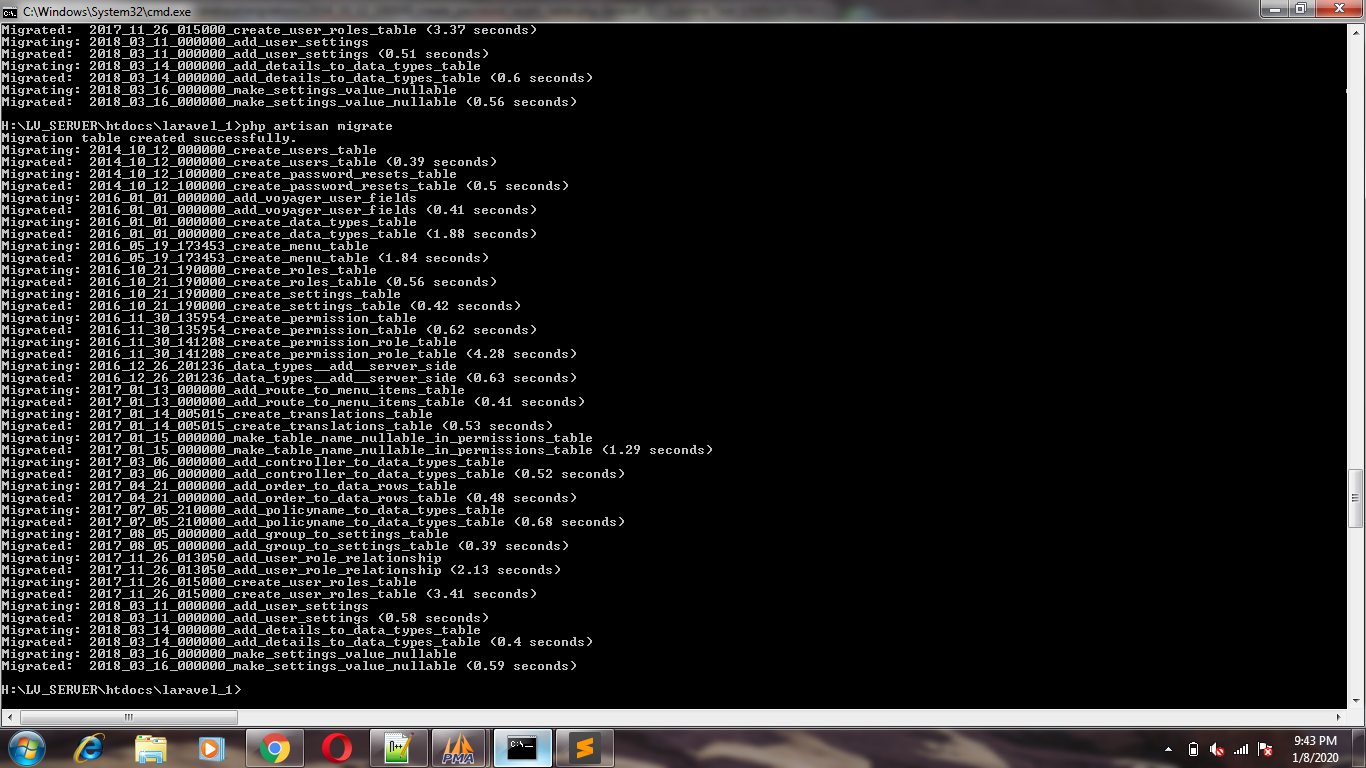 C:\Windows\System32\cmd.exe
Migrated:  2017_11_26_015000_create_user_roles_table (3.37 seconds)
Migrating: 2018_03_11_000000_add_user_settings
Migrated:  2018_03_11_000000_add_user_settings (0.51 seconds)
Migrating: 2018_03_14_000000_add_details_to_data_types_table
Migrated:  2018_03_14_000000_add_details_to_data_types_table (0.6 seconds)
Migrating: 2018_03_16_000000_make_settings_value_nullable
Migrated:  2018_03_16_000000_make_settings_value_nullable (0.56 seconds)
H:\LV_SERVER\htdocs\laravel_1>php artisan migrate
Migration table created successfully.
Migrating: 2014_10_12_000000_create_users_table
Migrated:  2014_10_12_000000_create_users_table (0.39 seconds)
Migrating: 2014_10_12_100000_create_password_resets_table
Migrated:  2014_10_12_100000_create_password_resets_table (0.5 seconds)
Migrating: 2016_01_01_000000_add_voyager_user_fields
Migrated:  2016_01_01_000000_add_voyager_user_fields (0.41 seconds)
Migrating: 2016_01_01_000000_create_data_types_table
Migrated:  2016_01_01_000000_create_data_types_table (1.88 seconds)
Migrating: 2016_05_19_173453_create_menu_table
Migrated:  2016_05_19_173453_create_menu_table (1.84 seconds)
Migrating: 2016_10_21_190000_create_roles_table
Migrated:  2016_10_21_190000_create_roles_table (0.56 seconds)
Migrating: 2016_10_21_190000_create_settings_table
Migrated:  2016_10_21_190000_create_settings_table (0.42 seconds)
Migrating: 2016_11_30_135954_create_permission_table
Migrated:  2016_11_30_135954_create_permission_table (0.62 seconds)
Migrating: 2016_11_30_141208_create_permission_role_table
Migrated:  2016_11_30_141208_create_permission_role_table (4.28 seconds)
Migrating: 2016_12_26_201236_data_types__add__server_side
Migrated:  2016_12_26_201236_data_types__add__server_side (0.63 seconds)
Migrating: 2017_01_13_000000_add_route_to_menu_items_table
Migrated:  2017_01_13_000000_add_route_to_menu_items_table (0.41 seconds)
Migrating: 2017_01_14_005015_create_translations_table
Migrated:  2017_01_14_005015_create_translations_table (0.53 seconds)
Migrating: 2017_01_15_000000_make_table_name_nullable_in_permissions_table
Migrated:  2017_01_15_000000_make_table_name_nullable_in_permissions_table (1.29 seconds)
Migrating: 2017_03_06_000000_add_controller_to_data_types_table
Migrated:  2017_03_06_000000_add_controller_to_data_types_table (0.52 seconds)
Migrating: 2017_04_21_000000_add_order_to_data_rows_table
Migrated:  2017_04_21_000000_add_order_to_data_rows_table (0.48 seconds)
Migrating: 2017_07_05_210000_add_policyname_to_data_types_table
Migrated:  2017_07_05_210000_add_policyname_to_data_types_table (0.68 seconds)
Migrating: 2017_08_05_000000_add_group_to_settings_table
Migrated:  2017_08_05_000000_add_group_to_settings_table (0.39 seconds)
Migrating: 2017_11_26_013050_add_user_role_relationship
Migrated:  2017_11_26_013050_add_user_role_relationship (2.13 seconds)
Migrating: 2017_11_26_015000_create_user_roles_table
Migrated:  2017_11_26_015000_create_user_roles_table (3.41 seconds)
Migrating: 2018_03_11_000000_add_user_settings
Migrated:  2018_03_11_000000_add_user_settings (0.58 seconds)
Migrating: 2018_03_14_000000_add_details_to_data_types_table
Migrated:  2018_03_14_000000_add_details_to_data_types_table (0.4 seconds)
Migrating: 2018_03_16_000000_make_settings_value_nullable
Migrated:  2018_03_16_000000_make_settings_value_nullable (0.59 seconds)
H:\LV_SERVER\htdocs\laravel_1>
PMA
9:43 PM
1/8/2020